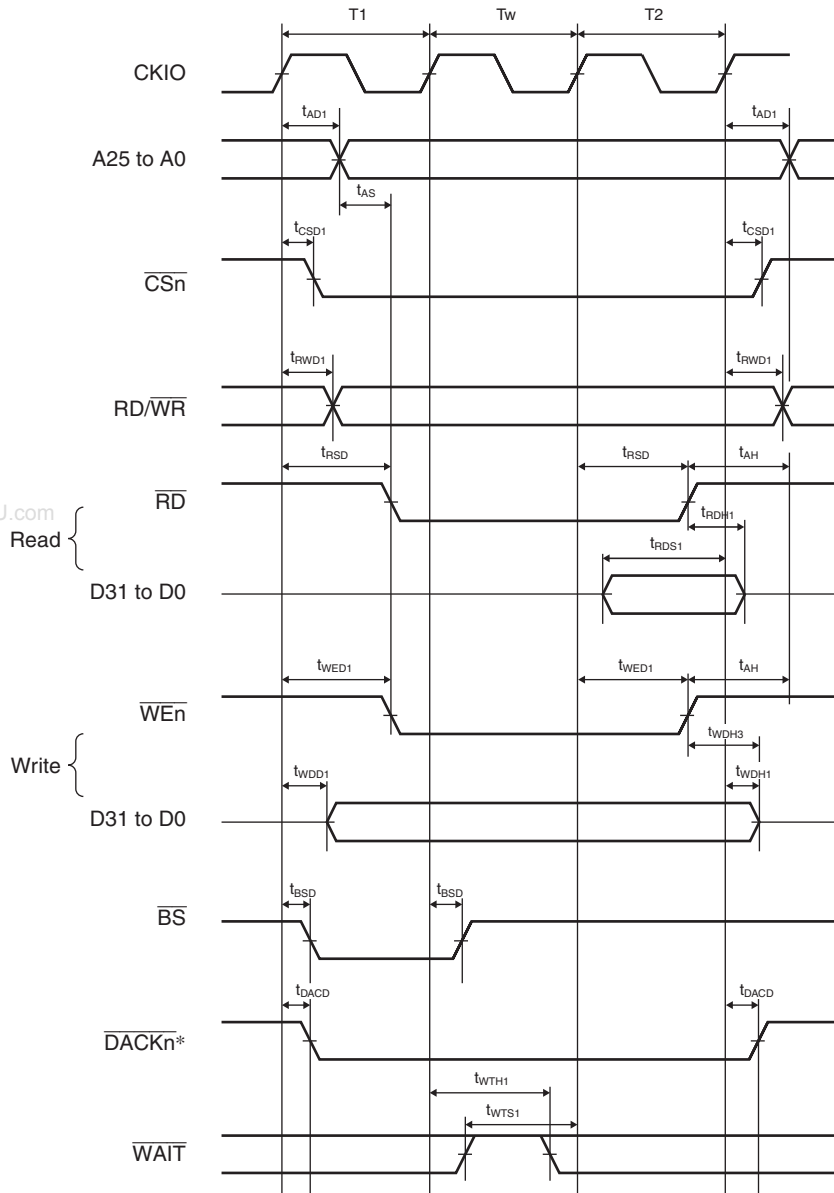 T1 Tw T2
CKIO
tAD1 tAD1
A25 to A0
tAS
tCSD1 tCSD1
CSn
tRWD1 tRWD1
RD/WR
tRSD tRSD tAH
RD
J.com
tRDH1
Read {
tRDS1
D31 to D0
tWED1 tWED1 tAH
WEn
tWDH3
Write {
tWDD1 tWDH1
D31 to D0
tBSD tBSD
BS
tDACD tDACD
DACKn*
tWTH1
tWTS1
WAIT